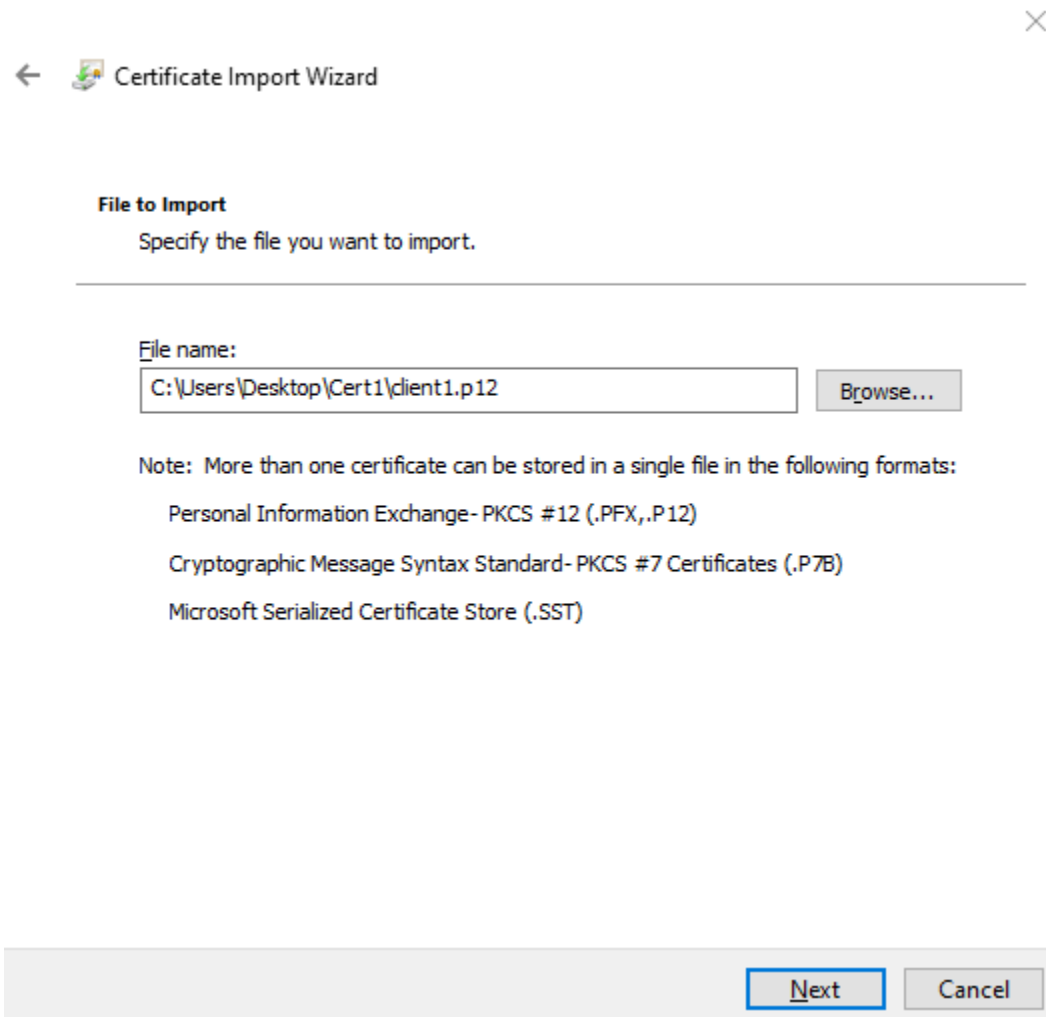 Certificate Import Wizard
File to Import
Specify the file you want to import.
File name:
C:\Users\Desktop\Cert1\client1.p12
Browse...
Note: More than one certificate can be stored in a single file in the following formats:
Personal Information Exchange- PKCS #12 (.PFX,.P12)
Cryptographic Message Syntax Standard- PKCS #7 Certificates (.P7B)
Microsoft Serialized Certificate Store (.SST)
Next
Cancel